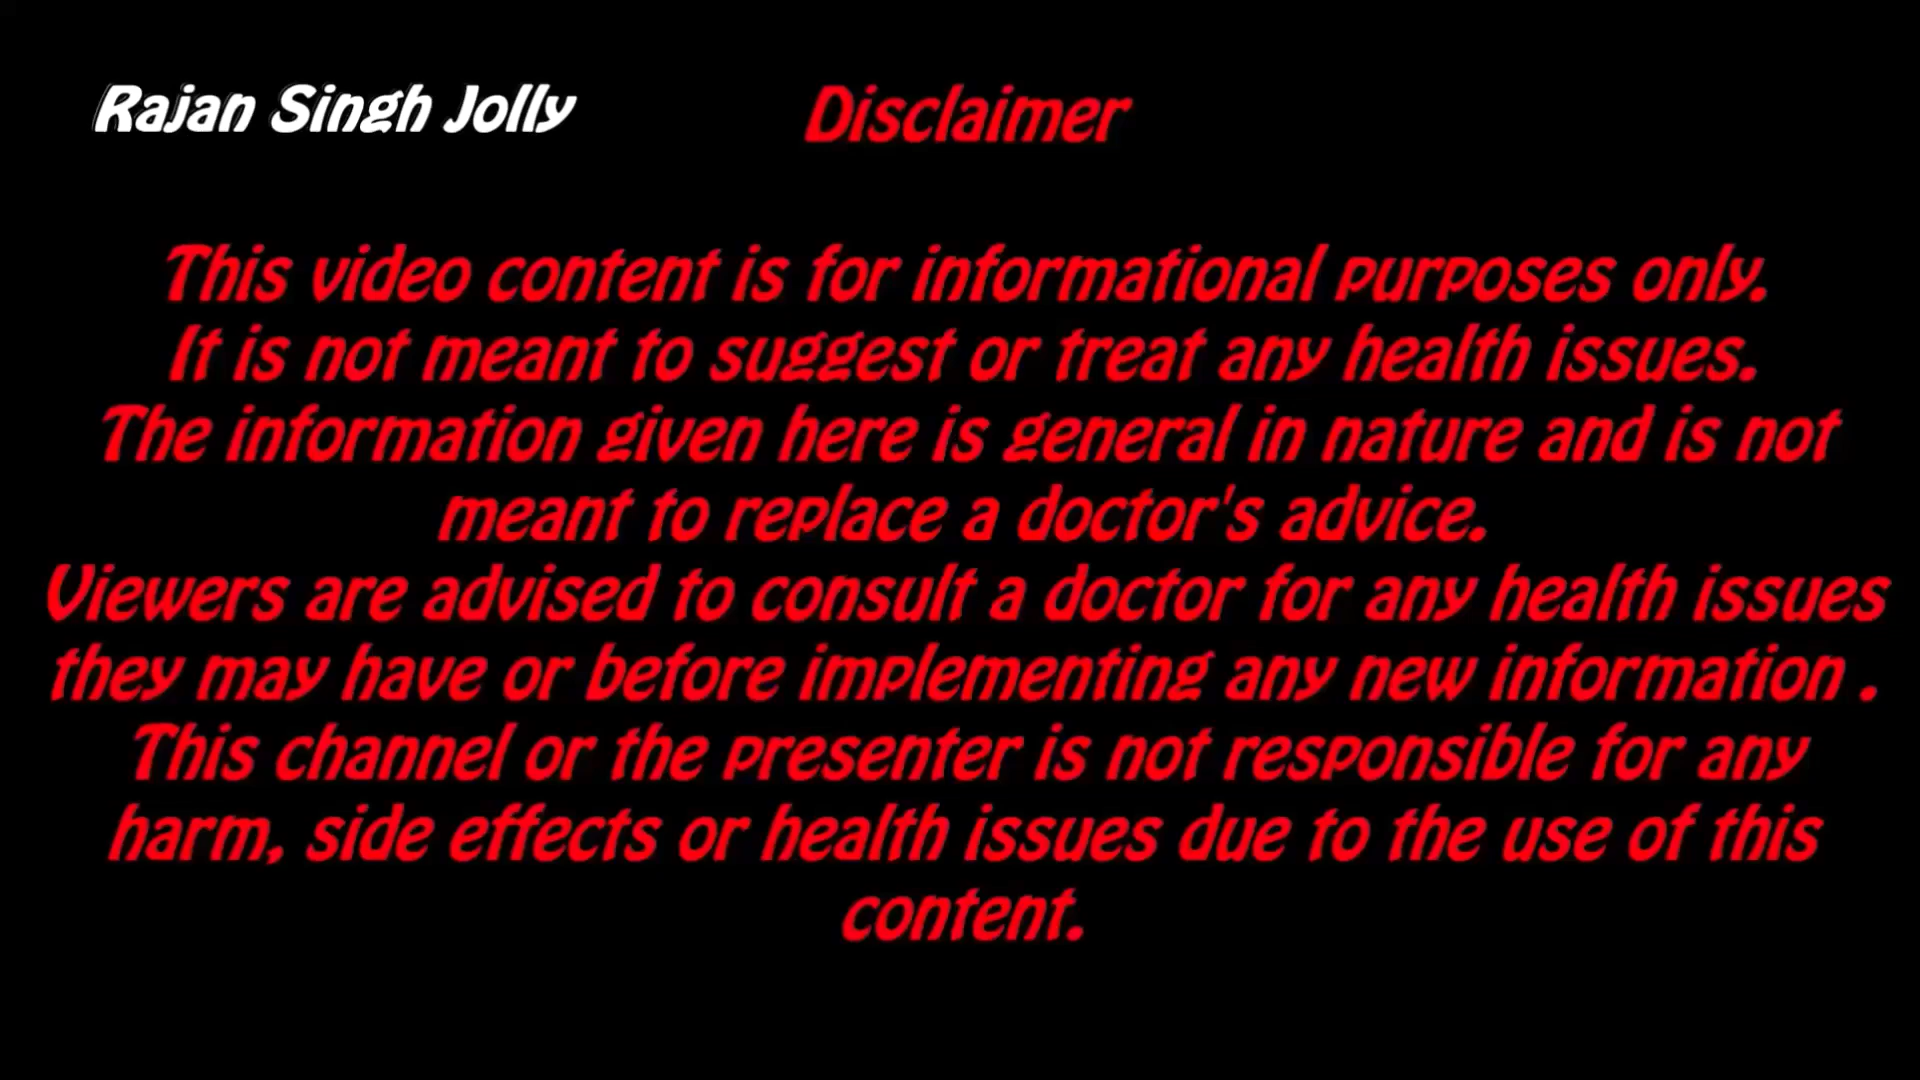 Rajan Singh Jolly
Disclaimer
This video content is for informational purposes only.
It is not meant to suggest or treat any health issues.
The information given here is general in nature and is not
meant to replace a doctor's advice.
Viewers are advised to consult a doctor for any health issues
they may have or before implementing any new information .
This channel or the presenter is not responsible for any
harm, side effects or health issues due to the use of this
content.